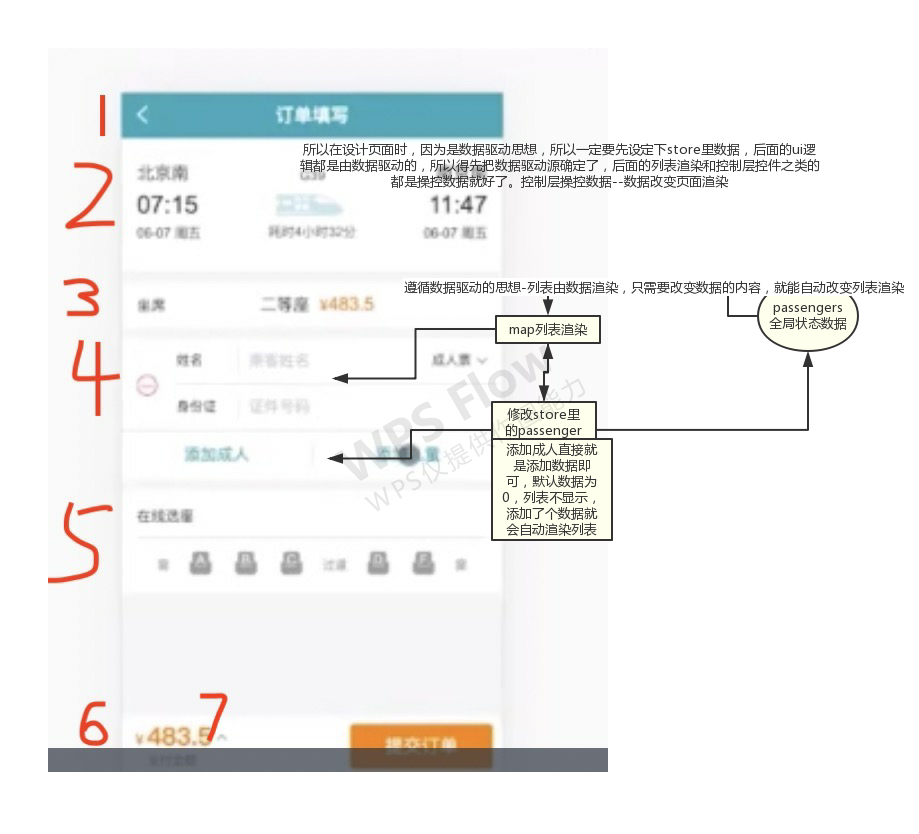 1
订单填写
所以在设计页面时，因为是数据驱动思想，所以一定要先设定下store里数据，后面的ui逻
辑都是由数据驱动的，所以得先把数据驱动源确定了，后面的列表渲染和控制层控件之类的
都是操控数据就好了。控制层操控数据--数据改变页面渲染
2
北京南
G39
07:15
11:47
06-07 周五
耗时4小时32分
06-07 周五
遵循数据驱动的思想-列表由数据渲染，只需要改变数据的内容，就能自动改变列表渲染
3
坐席
二等座 ¥483.5
passengers
全局状态数据
map列表渲染
4
姓名
乘客姓名
成人票
身份证
证件号码
修改store里
的passenger
添加成人
添加儿童
添加成人直接就
是添加数据即
可，默认数据为
0，列表不显示，
添加了个数据就
会自动渲染列表
WPS Flow
5
在线选座
窗 A B C 过道 D F 窗
6
7
¥483.5
提交订单
支付金额